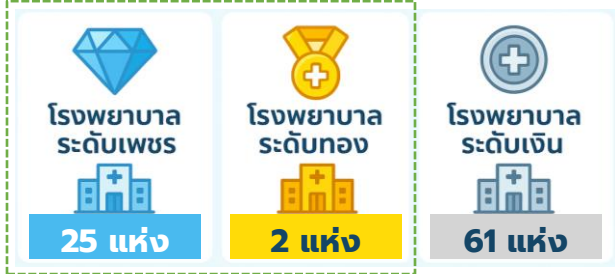 โรงพยาบาล
ระดับเพชร
25 แห่ง
โรงพยาบาล
ระดับทอง
2 แห่ง
โรงพยาบาล
ระดับเงิน
61 แห่ง